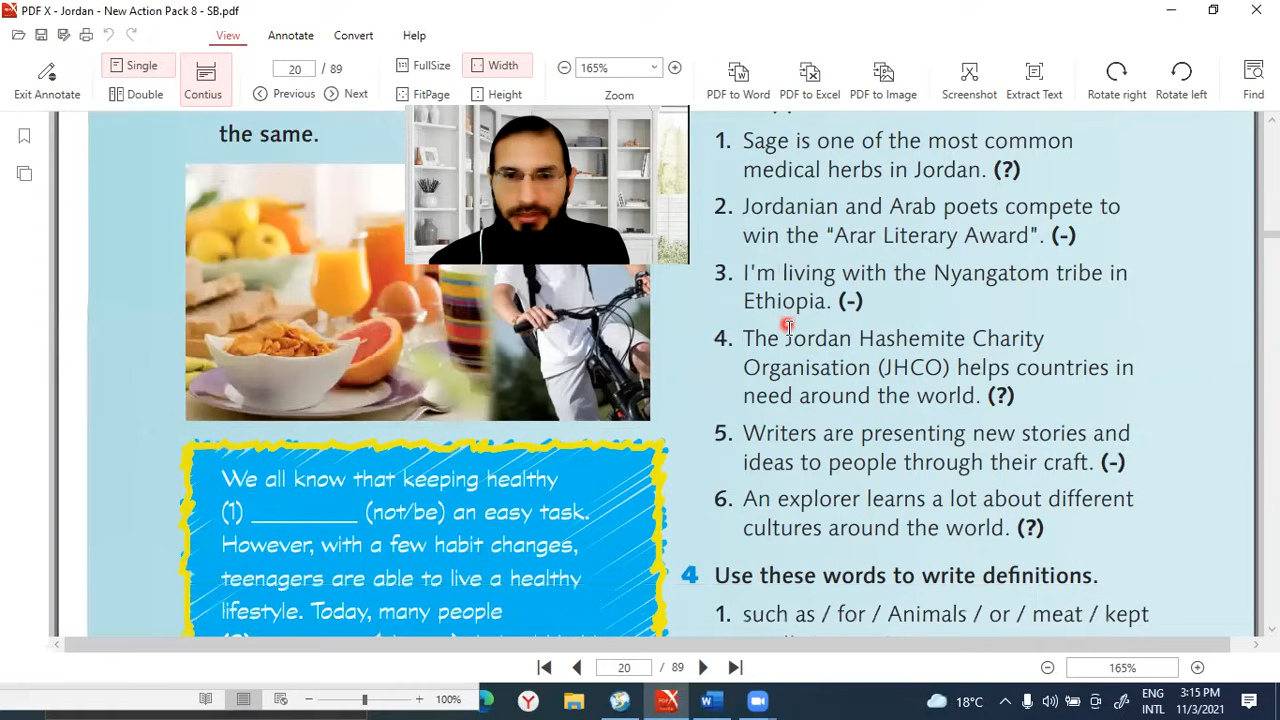 PDF X - Jordan - New Action Pack 8 - SB.pdf
View
Annotate
Convert
Help
Exit Annotate
Single
Double
Contius
20 / 89
Previous
Next
FullSize
FitPage
Width
Height
165%
Zoom
PDF to Word
PDF to Excel
PDF to Image
Screenshot
Extract Text
Rotate right
Rotate left
Find
the same.
We all know that keeping healthy
(1) __________ (not/be) an easy task.
However, with a few habit changes,
teenagers are able to live a healthy
lifestyle. Today, many people
1. Sage is one of the most common
medical herbs in Jordan. (?)
2. Jordanian and Arab poets compete to
win the “Arar Literary Award”. (-)
3. I'm living with the Nyangatom tribe in
Ethiopia. (-)
4. The Jordan Hashemite Charity
Organisation (JHCO) helps countries in
need around the world. (?)
5. Writers are presenting new stories and
ideas to people through their craft. (-)
6. An explorer learns a lot about different
cultures around the world. (?)
4 Use these words to write definitions.
1. such as / for / Animals / or / meat / kept
20 / 89
165%
100%
18°C
ENG
INTL
3:15 PM
11/3/2021